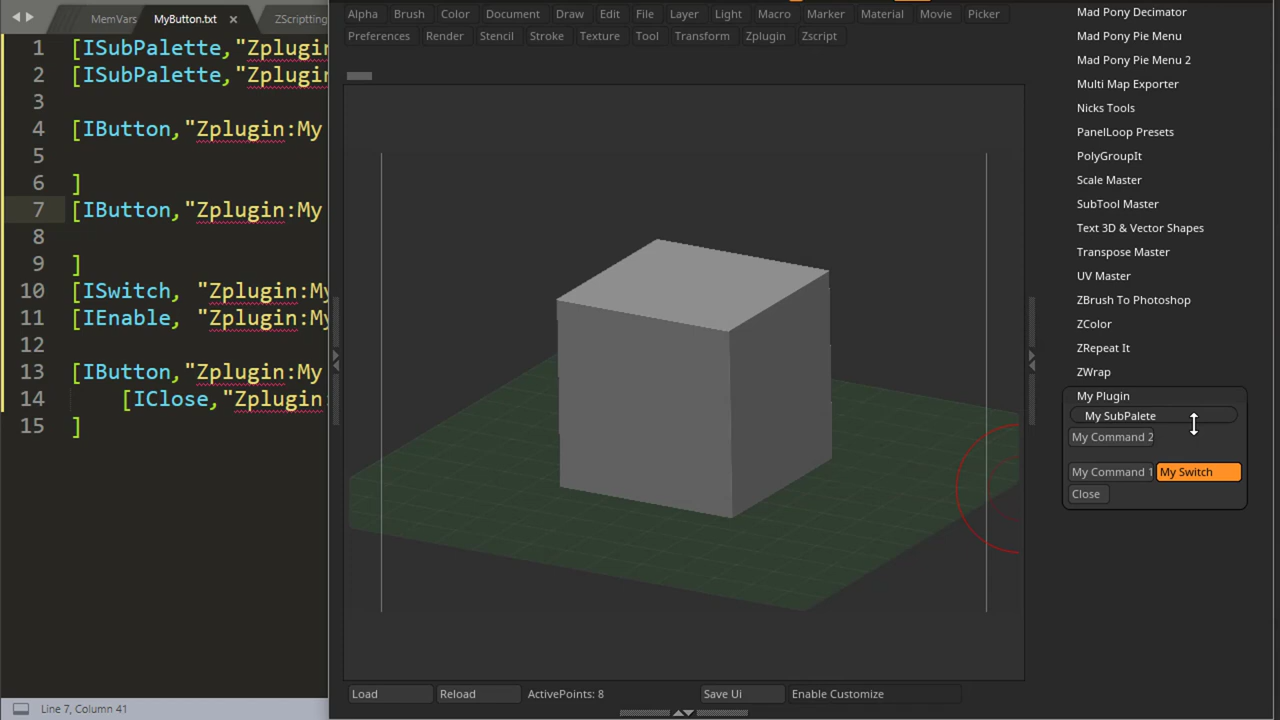 MemVars MyButton.txt × ZScriptting
1 [ISubPalette,"Zplugin
2 [ISubPalette,"Zplugin
3
4 [IButton,"Zplugin:My
5
6 ]
7 [IButton,"Zplugin:My
8
9 ]
10 [ISwitch, "Zplugin:My
11 [IEnable, "Zplugin:My
12
13 [IButton,"Zplugin:My
14 [IClose,"Zplugin:
15 ]
Line 7, Column 41
Alpha Brush Color Document Draw Edit File Layer Light Macro Marker Material Movie Picker
Preferences Render Stencil Stroke Texture Tool Transform Zplugin Zscript
Load Reload ActivePoints: 8 Save Ui Enable Customize
Mad Pony Decimator
Mad Pony Pie Menu
Mad Pony Pie Menu 2
Multi Map Exporter
Nicks Tools
PanelLoop Presets
PolyGroupIt
Scale Master
SubTool Master
Text 3D & Vector Shapes
Transpose Master
UV Master
ZBrush To Photoshop
ZColor
ZRepeat It
ZWrap
My Plugin
My SubPalete
My Command 2
My Command 1 My Switch
Close